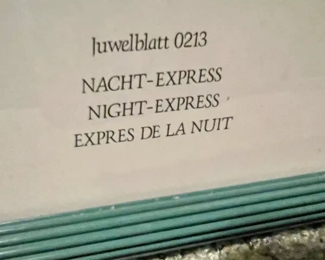 Juwelblatt 0213
NACHT-EXPRESS
NIGHT-EXPRESS
EXPRES DE LA NUIT